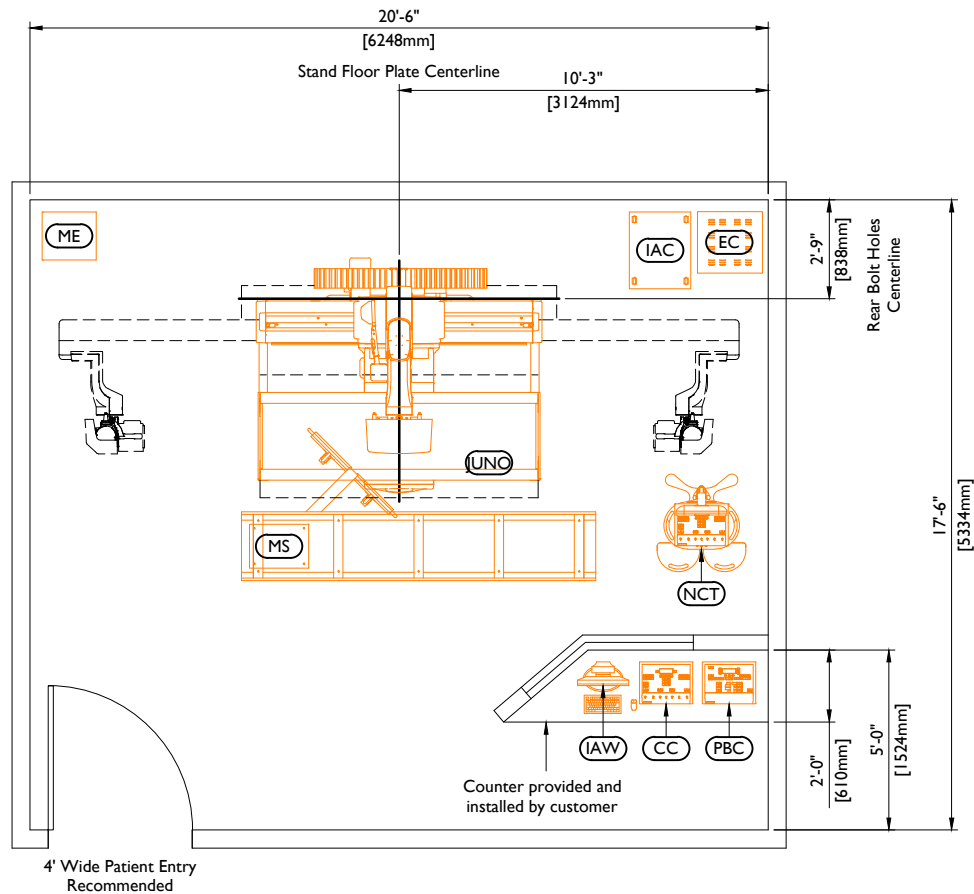 20'-6"
[6248mm]
Stand Floor Plate Centerline
10'-3"
[3124mm]
ME
IAC
EC
2'-9"
[838mm]
Rear Bolt Holes
Centerline
JUNO
MS
NCT
17'-6"
[5334mm]
IAW
CC
PBC
2'-0"
[610mm]
5'-0"
[1524mm]
Counter provided and
installed by customer
4' Wide Patient Entry
Recommended